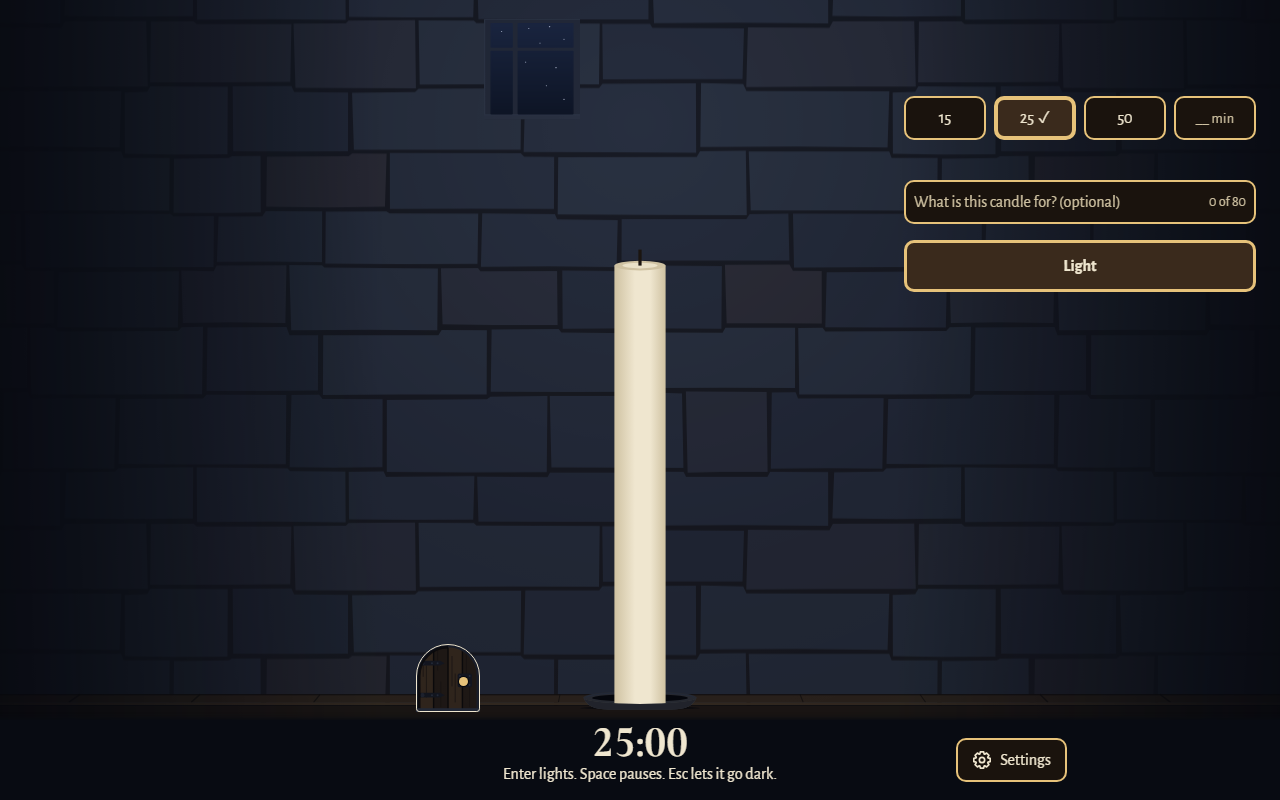 15
25 ✓
50
__ min
What is this candle for? (optional)
0 of 80
Light
25:00
Enter lights. Space pauses. Esc lets it go dark.
Settings